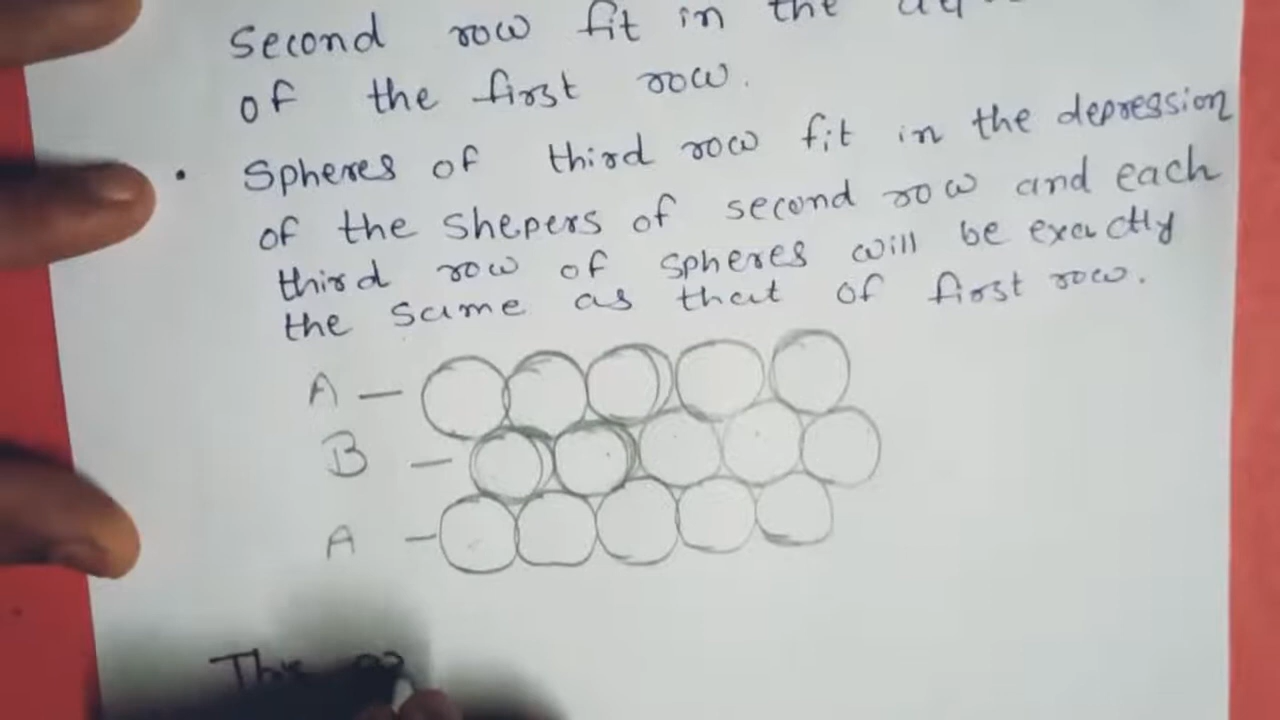 Second row fit in the
of the first row.
• Spheres of third row fit in the depression
of the shepers of second row and each
third row of spheres will be exactly
the same as that of first row.
A –
B –
A –
This